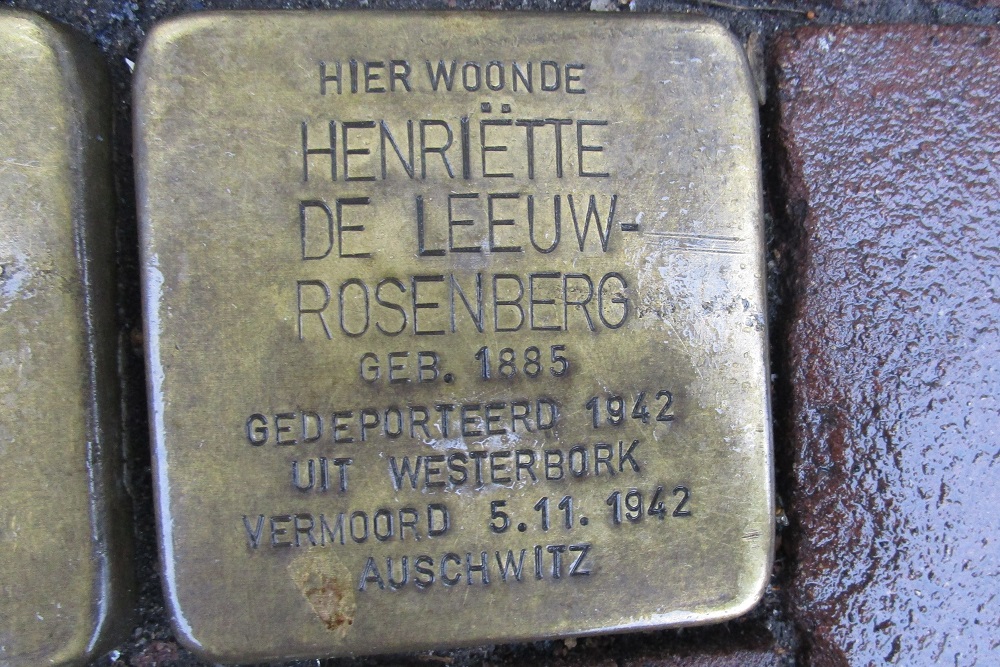 HIER WOONDE
HENRIËTTE
DE LEEUW-
ROSENBERG
GEB. 1885
GEDEPORTEERD 1942
UIT WESTERBORK
VERMOORD 5.11.1942
AUSCHWITZ